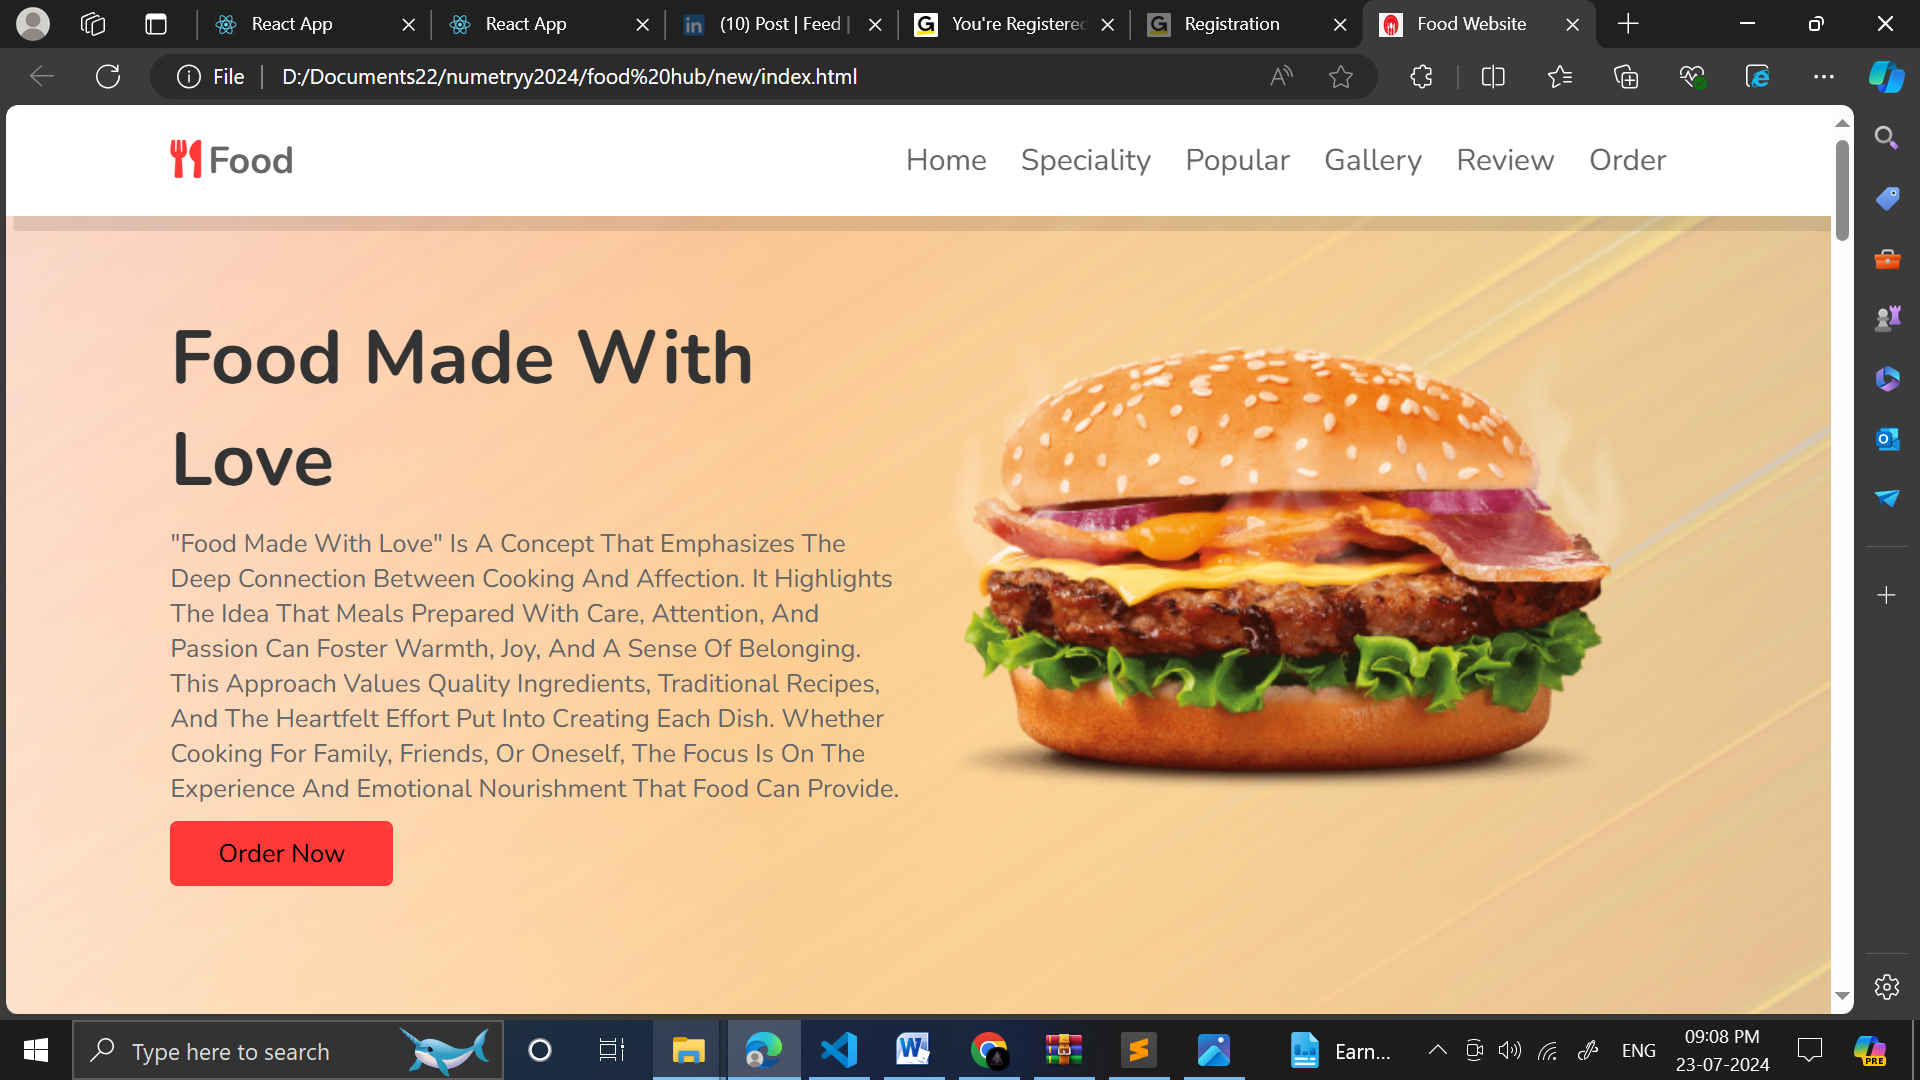 React App
React App
(10) Post | Feed |
You're Registered
Registration
Food Website
File
D:/Documents22/numetryy2024/food%20hub/new/index.html
Food
Home Speciality Popular Gallery Review Order
Food Made With
Love
"Food Made With Love" Is A Concept That Emphasizes The
Deep Connection Between Cooking And Affection. It Highlights
The Idea That Meals Prepared With Care, Attention, And
Passion Can Foster Warmth, Joy, And A Sense Of Belonging.
This Approach Values Quality Ingredients, Traditional Recipes,
And The Heartfelt Effort Put Into Creating Each Dish. Whether
Cooking For Family, Friends, Or Oneself, The Focus Is On The
Experience And Emotional Nourishment That Food Can Provide.
Order Now
Type here to search
Earn...
ENG
09:08 PM
23-07-2024
PRE